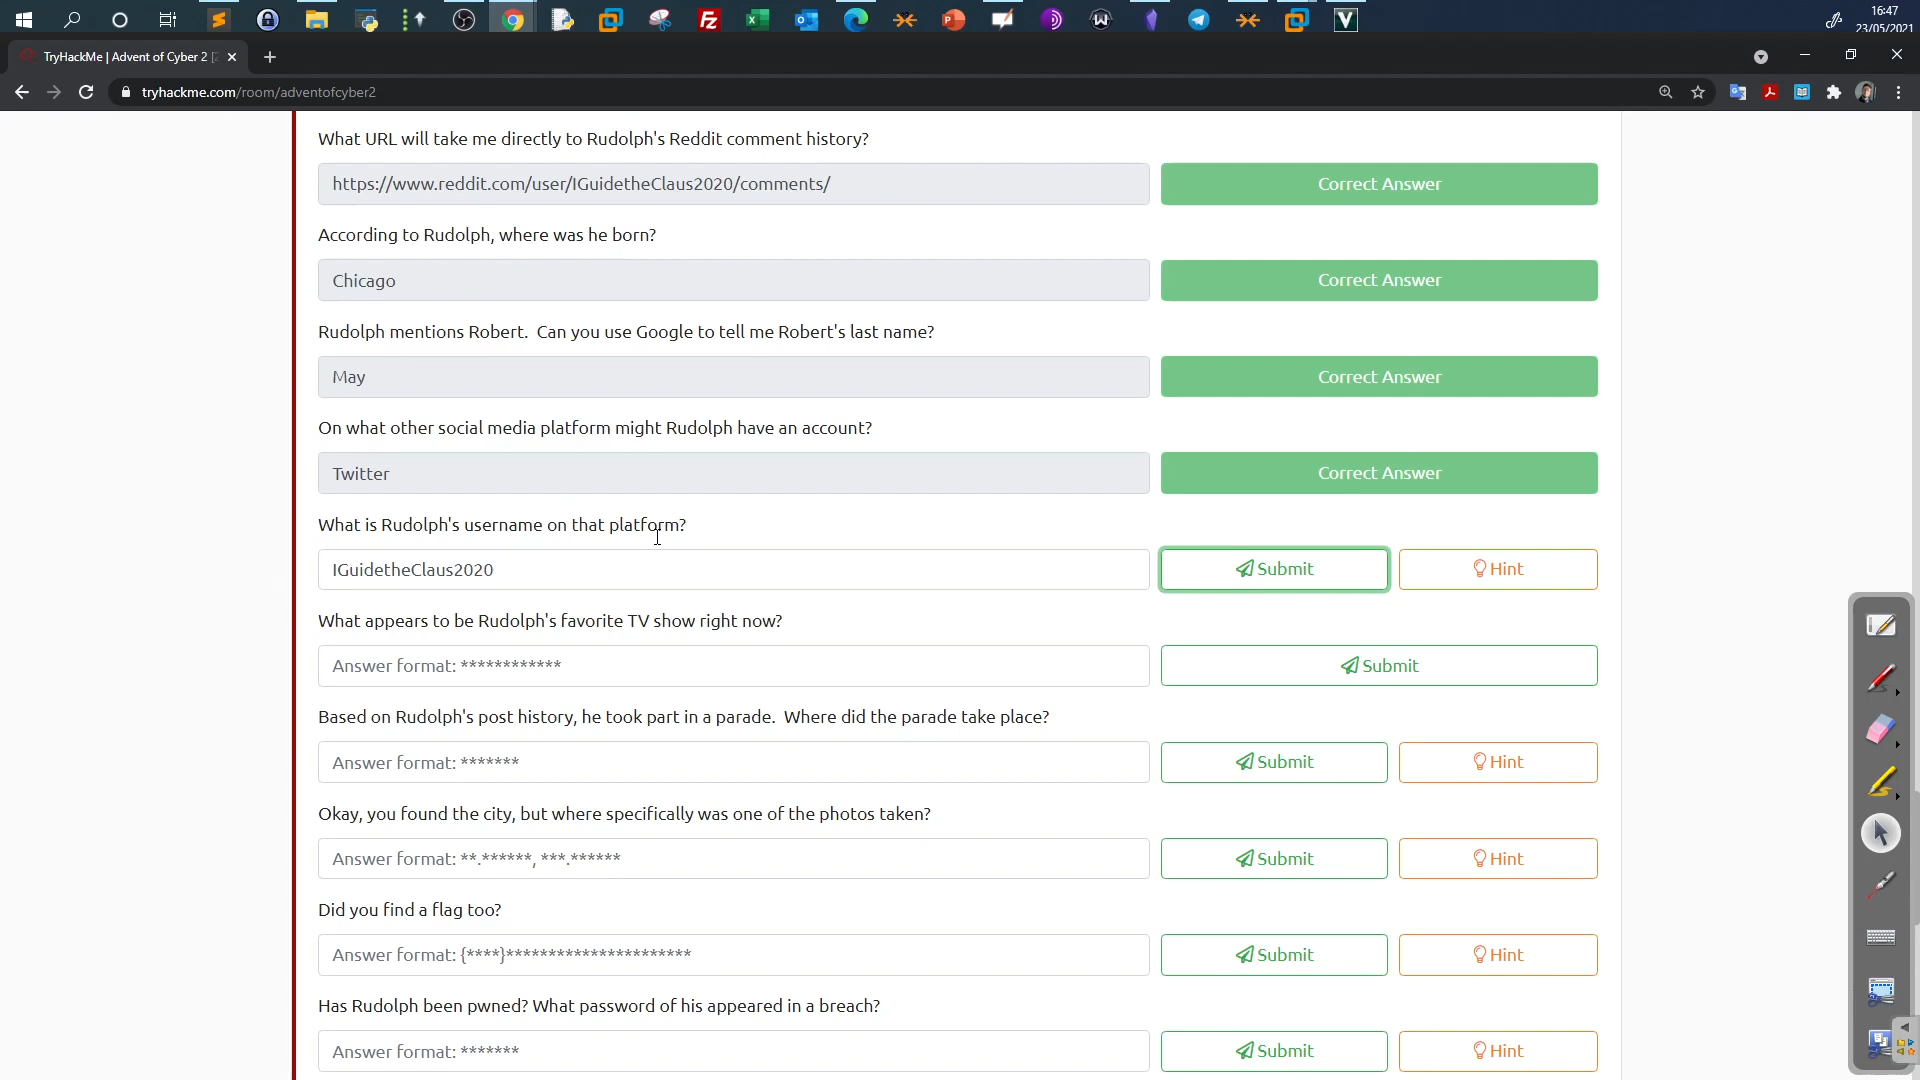 16:47
23/05/2021
TryHackMe | Advent of Cyber 2 [
tryhackme.com/room/adventofcyber2
What URL will take me directly to Rudolph's Reddit comment history?
https://www.reddit.com/user/IGuidetheClaus2020/comments/
Correct Answer
According to Rudolph, where was he born?
Chicago
Correct Answer
Rudolph mentions Robert.  Can you use Google to tell me Robert's last name?
May
Correct Answer
On what other social media platform might Rudolph have an account?
Twitter
Correct Answer
What is Rudolph's username on that platform?
IGuidetheClaus2020
Submit
Hint
What appears to be Rudolph's favorite TV show right now?
Answer format: ************
Submit
Based on Rudolph's post history, he took part in a parade.  Where did the parade take place?
Answer format: *******
Submit
Hint
Okay, you found the city, but where specifically was one of the photos taken?
Answer format: **.******, ***.******
Submit
Hint
Did you find a flag too?
Answer format: {****}**********************
Submit
Hint
Has Rudolph been pwned? What password of his appeared in a breach?
Answer format: *******
Submit
Hint